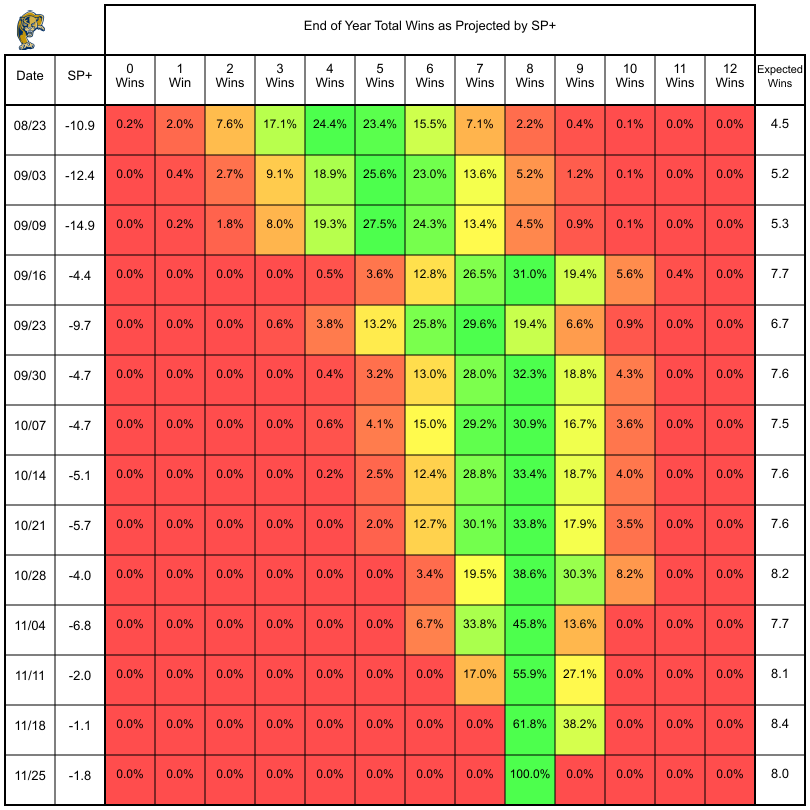 End of Year Total Wins as Projected by SP+
Date SP+ 0 Wins 1 Win 2 Wins 3 Wins 4 Wins 5 Wins 6 Wins 7 Wins 8 Wins 9 Wins 10 Wins 11 Wins 12 Wins Expected Wins
08/23 -10.9 0.2% 2.0% 7.6% 17.1% 24.4% 23.4% 15.5% 7.1% 2.2% 0.4% 0.1% 0.0% 0.0% 4.5
09/03 -12.4 0.0% 0.4% 2.7% 9.1% 18.9% 25.6% 23.0% 13.6% 5.2% 1.2% 0.1% 0.0% 0.0% 5.2
09/09 -14.9 0.0% 0.2% 1.8% 8.0% 19.3% 27.5% 24.3% 13.4% 4.5% 0.9% 0.1% 0.0% 0.0% 5.3
09/16 -4.4 0.0% 0.0% 0.0% 0.0% 0.5% 3.6% 12.8% 26.5% 31.0% 19.4% 5.6% 0.4% 0.0% 7.7
09/23 -9.7 0.0% 0.0% 0.0% 0.6% 3.8% 13.2% 25.8% 29.6% 19.4% 6.6% 0.9% 0.0% 0.0% 6.7
09/30 -4.7 0.0% 0.0% 0.0% 0.0% 0.4% 3.2% 13.0% 28.0% 32.3% 18.8% 4.3% 0.0% 0.0% 7.6
10/07 -4.7 0.0% 0.0% 0.0% 0.0% 0.6% 4.1% 15.0% 29.2% 30.9% 16.7% 3.6% 0.0% 0.0% 7.5
10/14 -5.1 0.0% 0.0% 0.0% 0.0% 0.2% 2.5% 12.4% 28.8% 33.4% 18.7% 4.0% 0.0% 0.0% 7.6
10/21 -5.7 0.0% 0.0% 0.0% 0.0% 0.0% 2.0% 12.7% 30.1% 33.8% 17.9% 3.5% 0.0% 0.0% 7.6
10/28 -4.0 0.0% 0.0% 0.0% 0.0% 0.0% 0.0% 3.4% 19.5% 38.6% 30.3% 8.2% 0.0% 0.0% 8.2
11/04 -6.8 0.0% 0.0% 0.0% 0.0% 0.0% 0.0% 6.7% 33.8% 45.8% 13.6% 0.0% 0.0% 0.0% 7.7
11/11 -2.0 0.0% 0.0% 0.0% 0.0% 0.0% 0.0% 0.0% 17.0% 55.9% 27.1% 0.0% 0.0% 0.0% 8.1
11/18 -1.1 0.0% 0.0% 0.0% 0.0% 0.0% 0.0% 0.0% 0.0% 61.8% 38.2% 0.0% 0.0% 0.0% 8.4
11/25 -1.8 0.0% 0.0% 0.0% 0.0% 0.0% 0.0% 0.0% 0.0% 100.0% 0.0% 0.0% 0.0% 0.0% 8.0